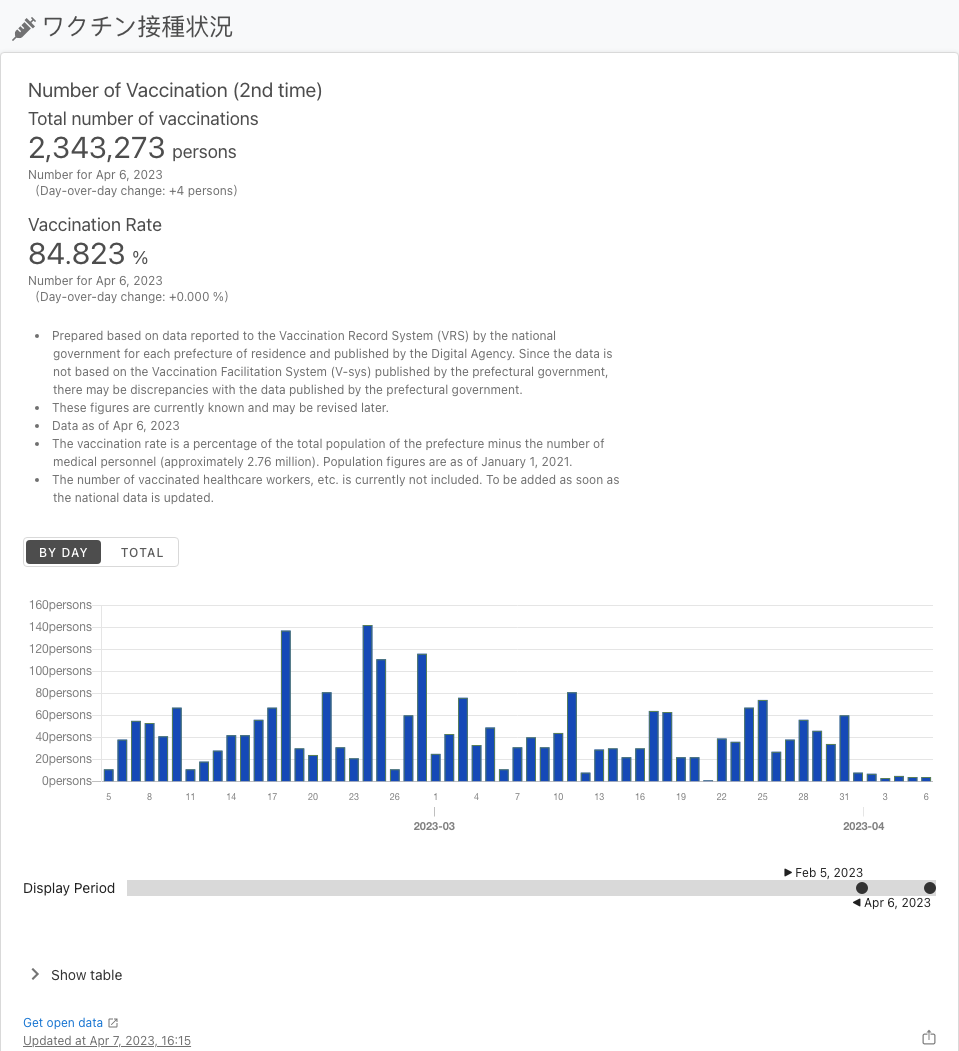 ワクチン接種状況
Number of Vaccination (2nd time)
Total number of vaccinations
2,343,273 persons
Number for Apr 6, 2023
(Day-over-day change: +4 persons)
Vaccination Rate
84.823 %
Number for Apr 6, 2023
(Day-over-day change: +0.000 %)
• Prepared based on data reported to the Vaccination Record System (VRS) by the national
government for each prefecture of residence and published by the Digital Agency. Since the data is
not based on the Vaccination Facilitation System (V-sys) published by the prefectural government,
there may be discrepancies with the data published by the prefectural government.
• These figures are currently known and may be revised later.
• Data as of Apr 6, 2023
• The vaccination rate is a percentage of the total population of the prefecture minus the number of
medical personnel (approximately 2.76 million). Population figures are as of January 1, 2021.
• The number of vaccinated healthcare workers, etc. is currently not included. To be added as soon as
the national data is updated.
BY DAY TOTAL
160persons
140persons
120persons
100persons
80persons
60persons
40persons
20persons
0persons
5 8 11 14 17 20 23 26 1 4 7 10 13 16 19 22 25 28 31 3 6
2023-03 2023-04
Feb 5, 2023
Display Period
Apr 6, 2023
Show table
Get open data
Updated at Apr 7, 2023, 16:15